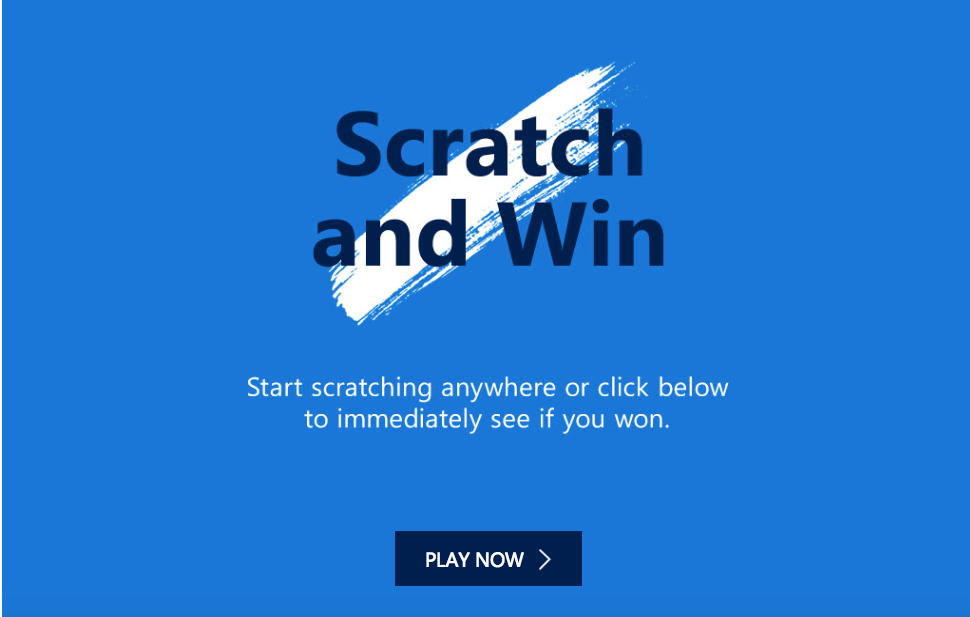 Scratch
and Win
Start scratching anywhere or click below
to immediately see if you won.
PLAY NOW